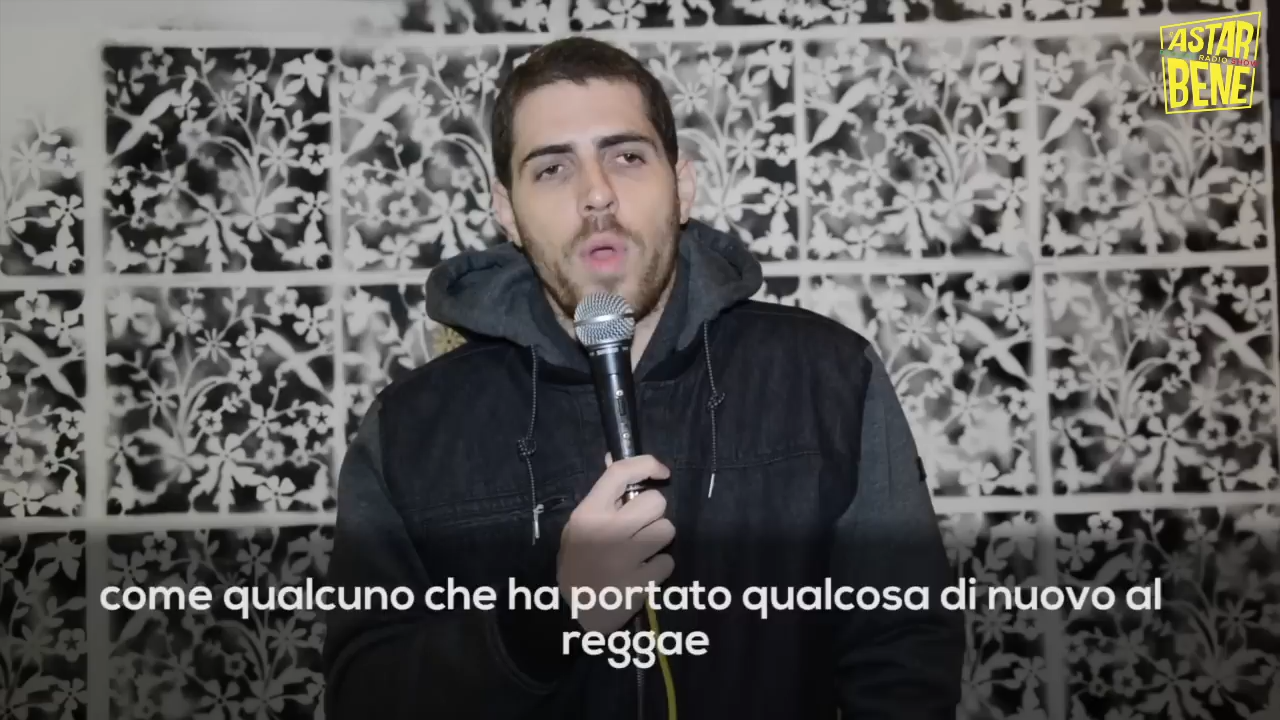 ASTAR
RADIO SHOW
BENE
come qualcuno che ha portato qualcosa di nuovo al
reggae